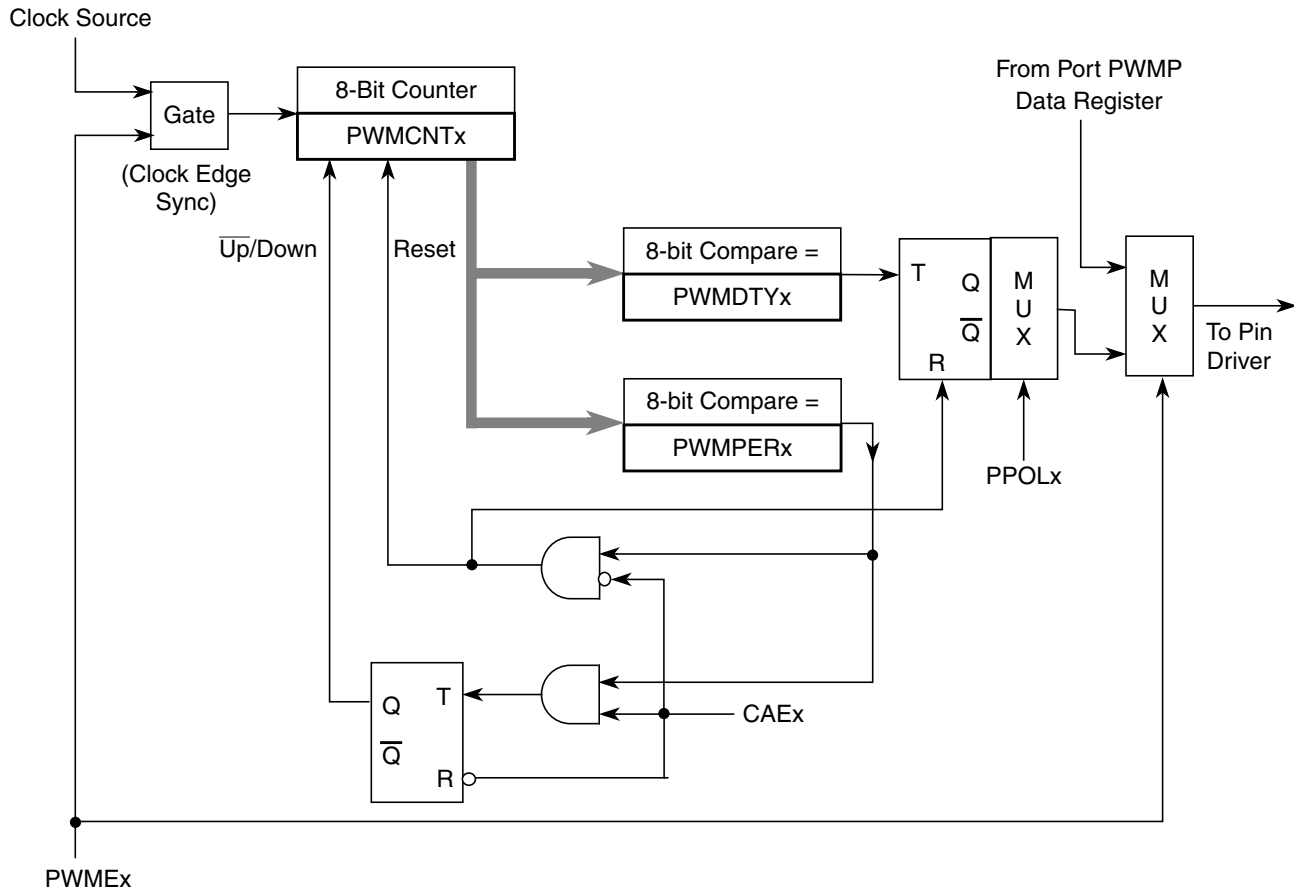 Clock Source
From Port PWMP
Data Register
8-Bit Counter
Gate
PWMCNTx
(Clock Edge
Sync)
U̅p̅/Down
Reset
8-bit Compare =
PWMDTYx
T
Q
Q̅
R
M
U
X
M
U
X
To Pin
Driver
8-bit Compare =
PWMPERx
PPOLx
Q
T
Q̅
R
CAEx
PWMEx